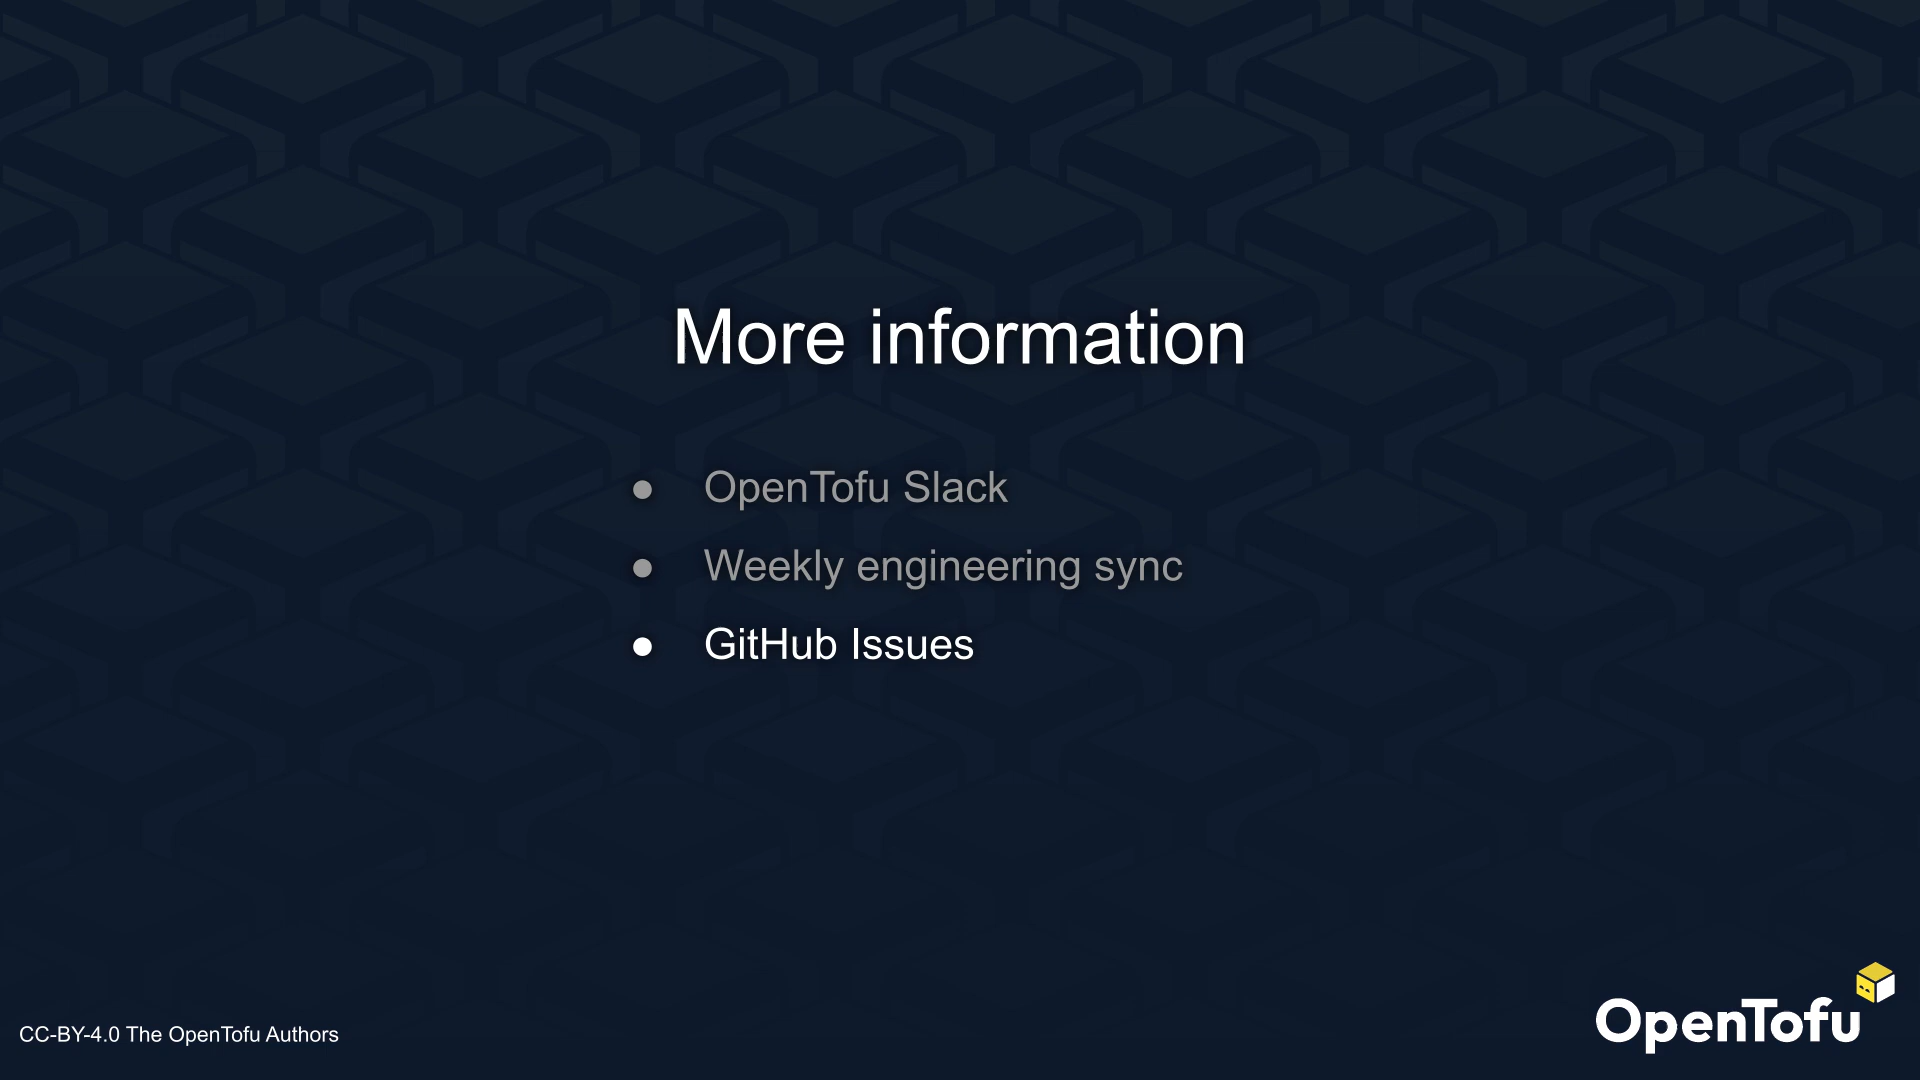 More information
● OpenTofu Slack
● Weekly engineering sync
● GitHub Issues
CC-BY-4.0 The OpenTofu Authors
OpenTofu